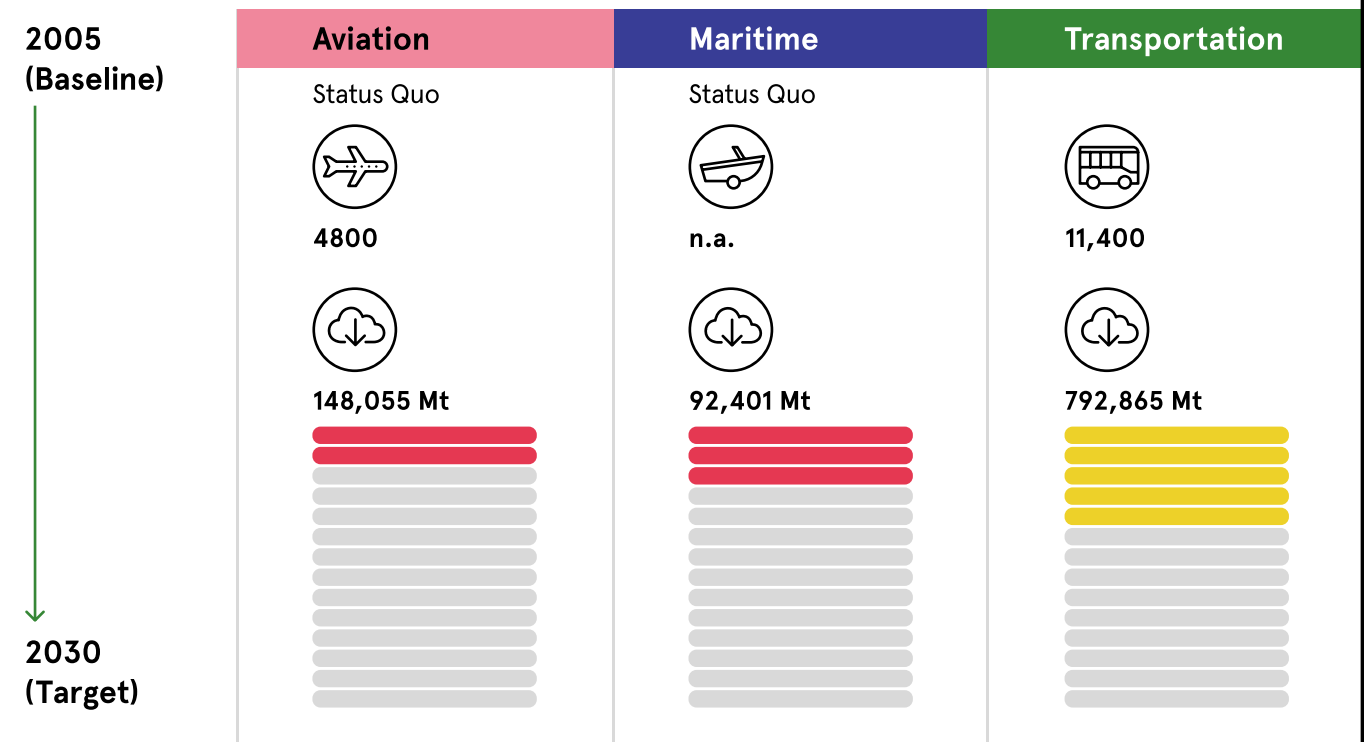 2005
(Baseline)
Aviation
Maritime
Transportation
Status Quo
Status Quo
4800
n.a.
11,400
148,055 Mt
92,401 Mt
792,865 Mt
2030
(Target)